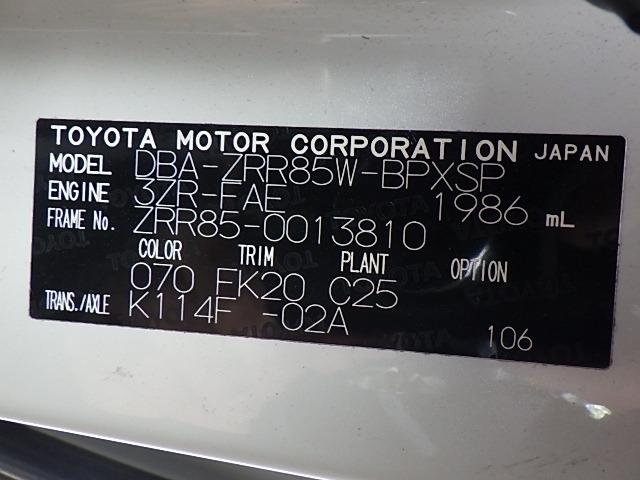 TOYOTA MOTOR CORPORATION JAPAN
MODEL DBA-ZRR85W-BPXSP
ENGINE 3ZR-FAE 1986 mL
FRAME No. ZRR85-0013810
COLOR TRIM PLANT OPTION
070 FK20 C25
TRANS./AXLE K114F -02A
106